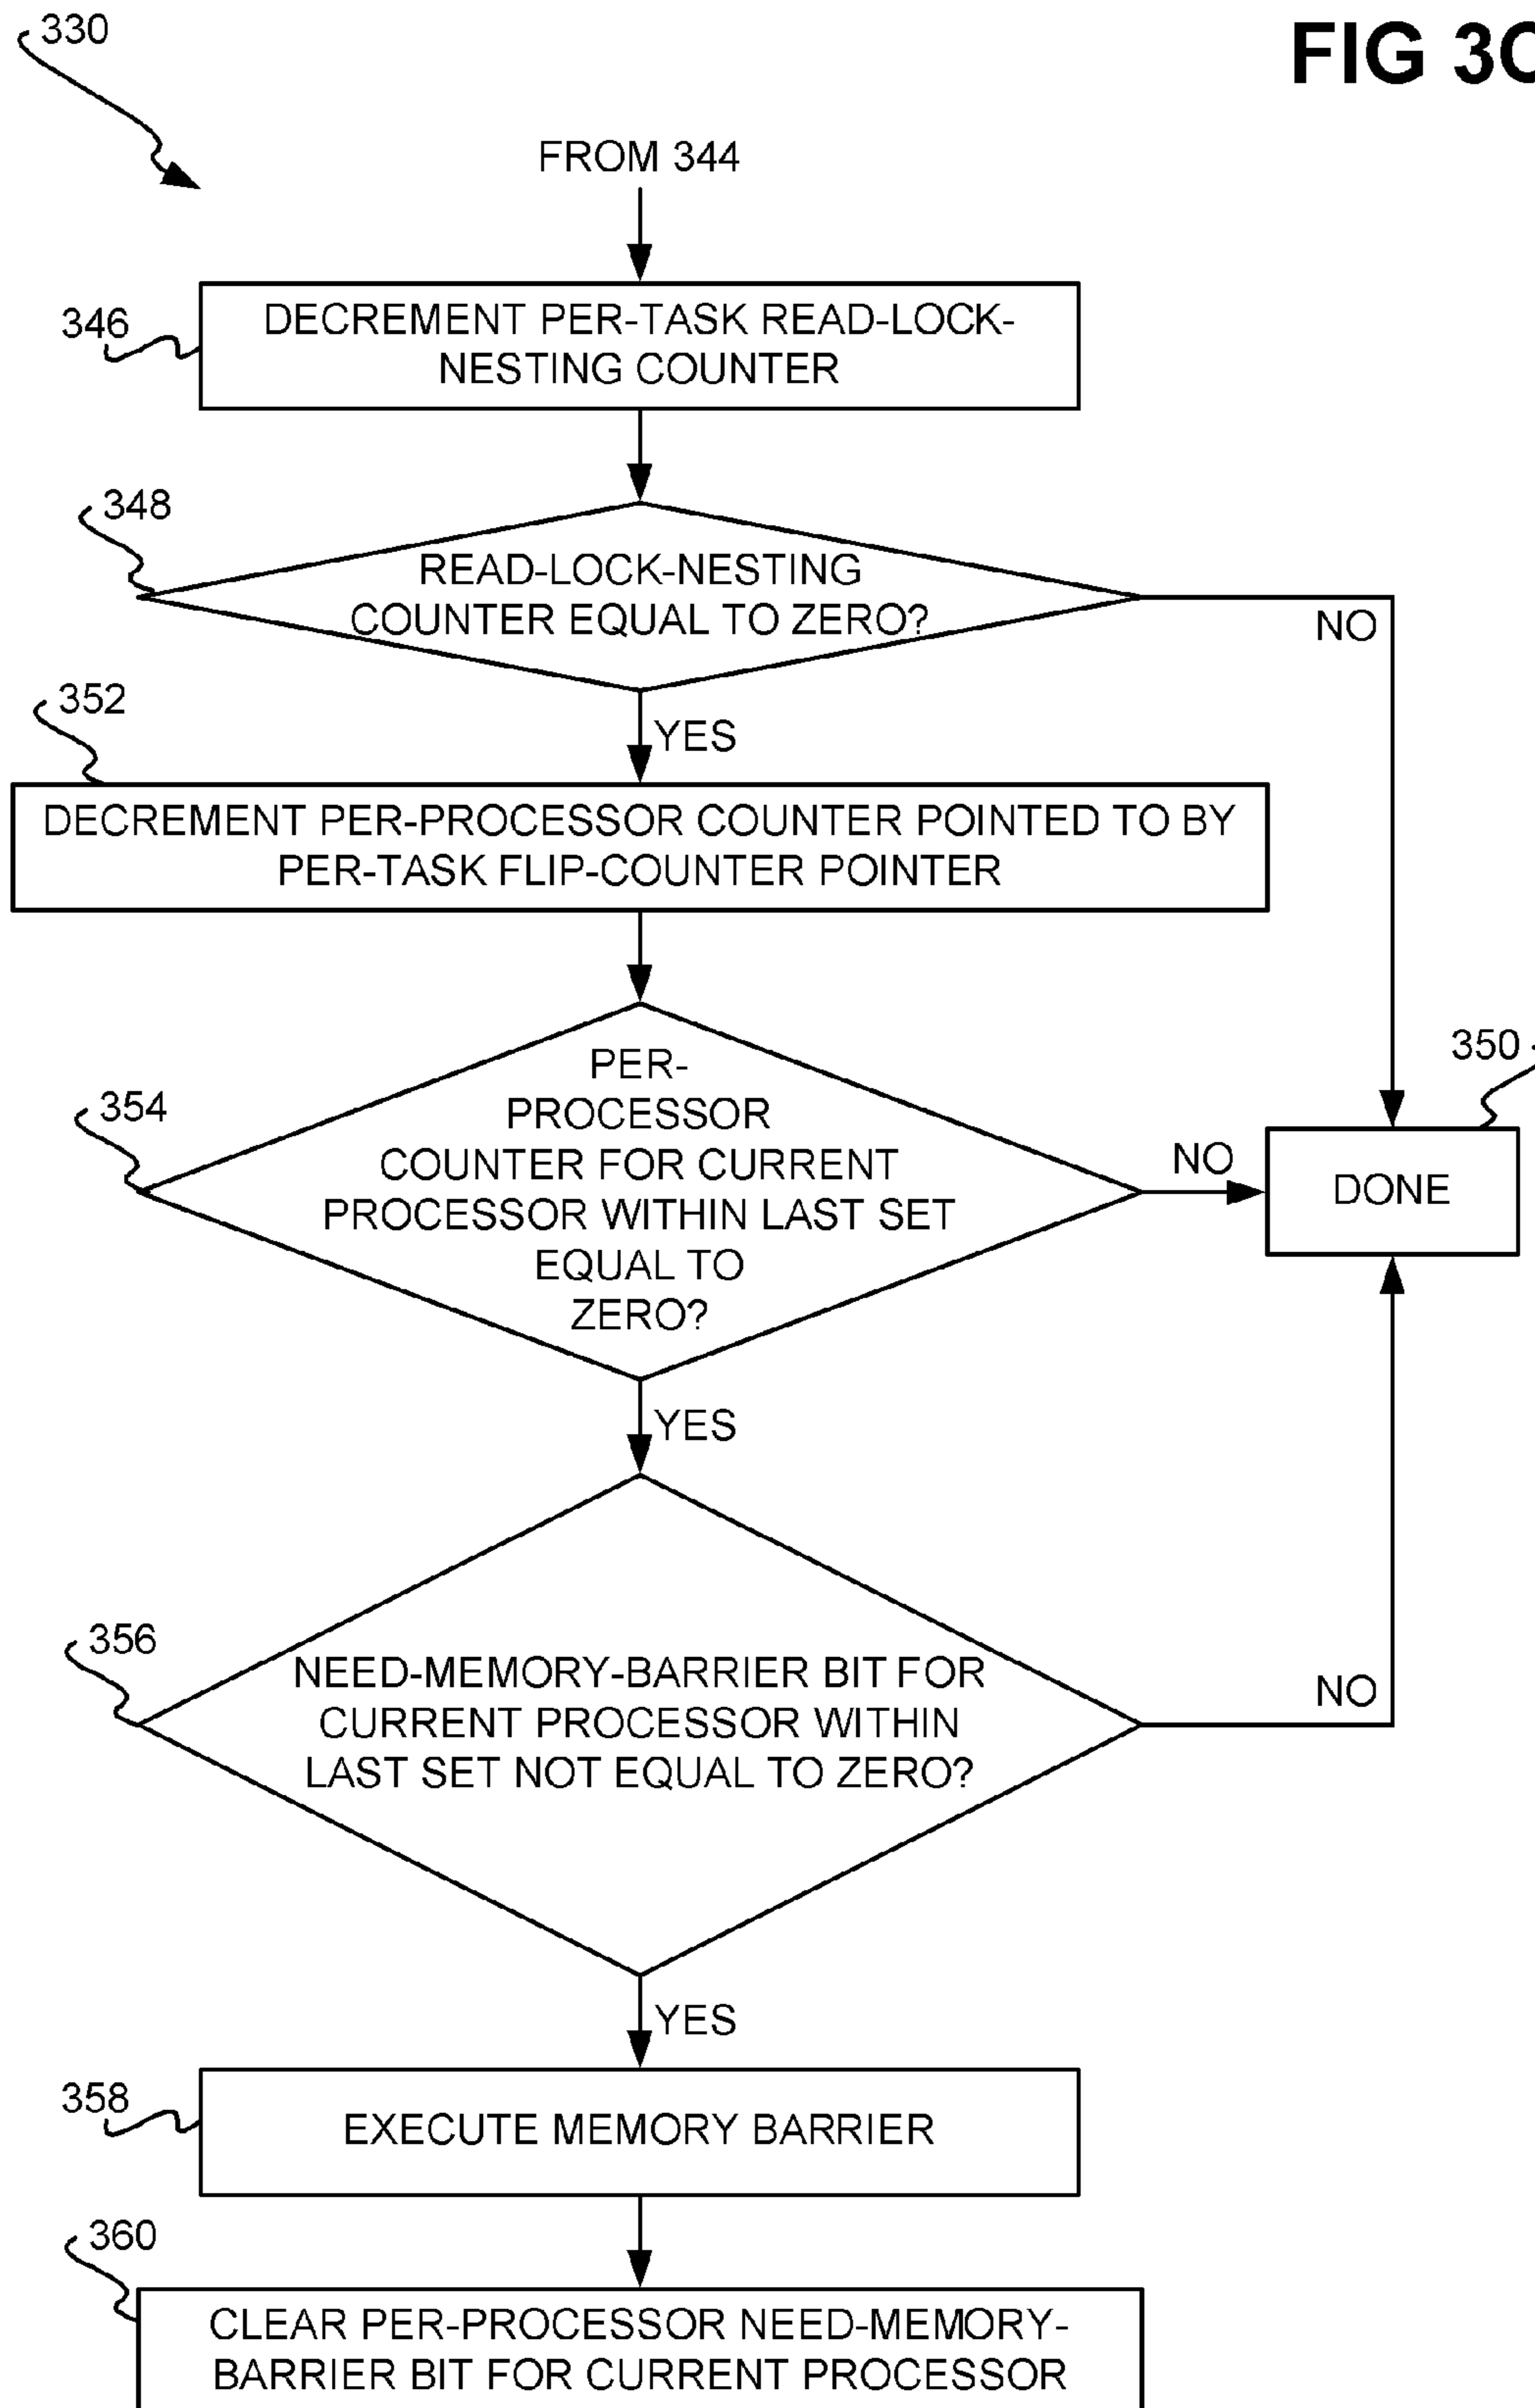 330
FIG 3C
FROM 344
346
DECREMENT PER-TASK READ-LOCK-
NESTING COUNTER
348
READ-LOCK-NESTING
COUNTER EQUAL TO ZERO?
NO
352
YES
DECREMENT PER-PROCESSOR COUNTER POINTED TO BY
PER-TASK FLIP-COUNTER POINTER
350
354
PER-
PROCESSOR
COUNTER FOR CURRENT
PROCESSOR WITHIN LAST SET
EQUAL TO
ZERO?
NO
DONE
YES
356
NEED-MEMORY-BARRIER BIT FOR
CURRENT PROCESSOR WITHIN
LAST SET NOT EQUAL TO ZERO?
NO
YES
358
EXECUTE MEMORY BARRIER
360
CLEAR PER-PROCESSOR NEED-MEMORY-
BARRIER BIT FOR CURRENT PROCESSOR